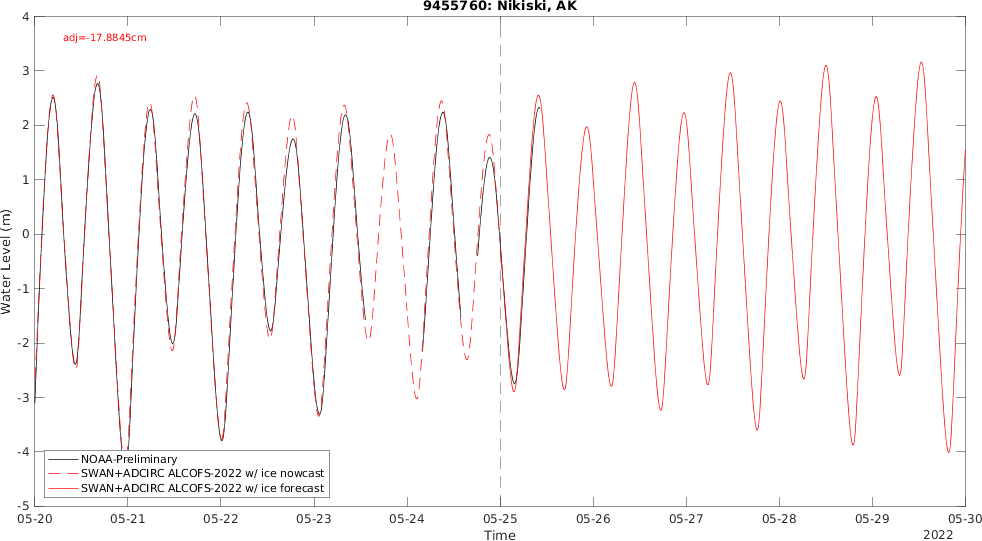 9455760: Nikiski, AK
adj=-17.8845cm
4
3
2
1
0
-1
-2
-3
-4
-5
Water Level (m)
NOAA-Preliminary
SWAN+ADCIRC ALCOFS-2022 w/ ice nowcast
SWAN+ADCIRC ALCOFS-2022 w/ ice forecast
05-20 05-21 05-22 05-23 05-24 05-25 05-26 05-27 05-28 05-29 05-30
Time
2022